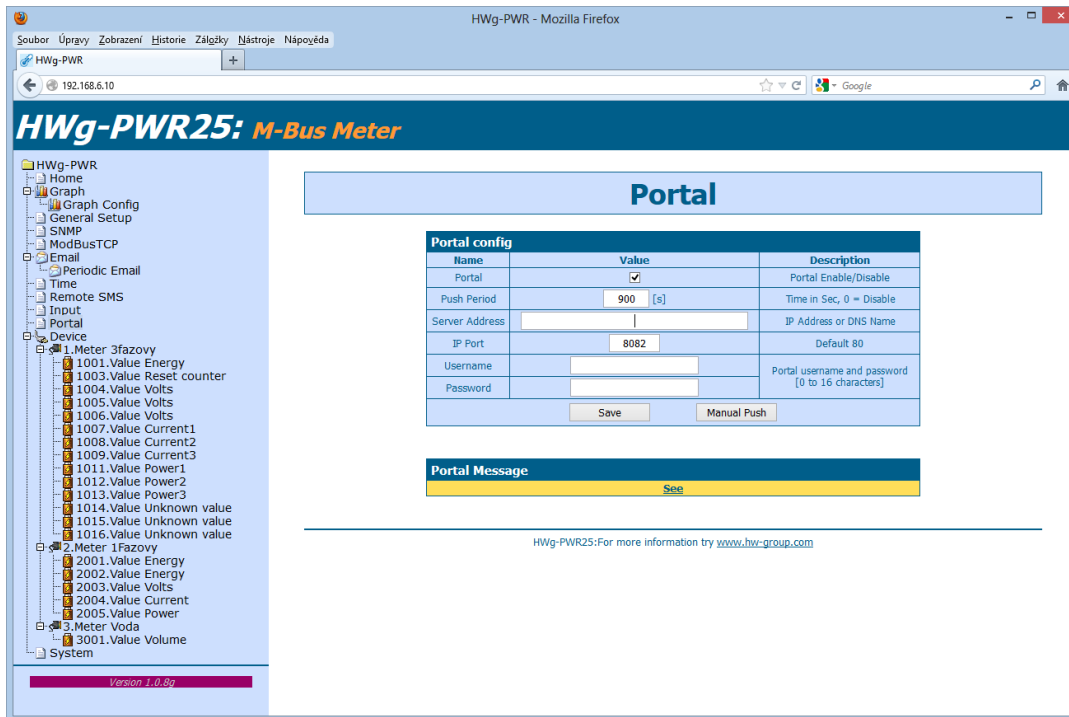 HWg-PWR - Mozilla Firefox
Soubor Úpravy Zobrazení Historie Záložky Nástroje Nápověda
HWg-PWR +
192.168.6.10
Google
HWg-PWR25: M-Bus Meter
HWg-PWR
Home
Graph
Graph Config
General Setup
SNMP
ModBusTCP
Email
Periodic Email
Time
Remote SMS
Input
Portal
Device
1.Meter 3fazovy
1001.Value Energy
1003.Value Reset counter
1004.Value Volts
1005.Value Volts
1006.Value Volts
1007.Value Current1
1008.Value Current2
1009.Value Current3
1011.Value Power1
1012.Value Power2
1013.Value Power3
1014.Value Unknown value
1015.Value Unknown value
1016.Value Unknown value
2.Meter 1Fazovy
2001.Value Energy
2002.Value Energy
2003.Value Volts
2004.Value Current
2005.Value Power
3.Meter Voda
3001.Value Volume
System
Version 1.0.8g
Portal
Portal config
Name Value Description
Portal Portal Enable/Disable
Push Period 900 [s] Time in Sec, 0 = Disable
Server Address IP Address or DNS Name
IP Port 8082 Default 80
Username
Password
Portal username and password
[0 to 16 characters]
Save Manual Push
Portal Message
See
HWg-PWR25:For more information try www.hw-group.com